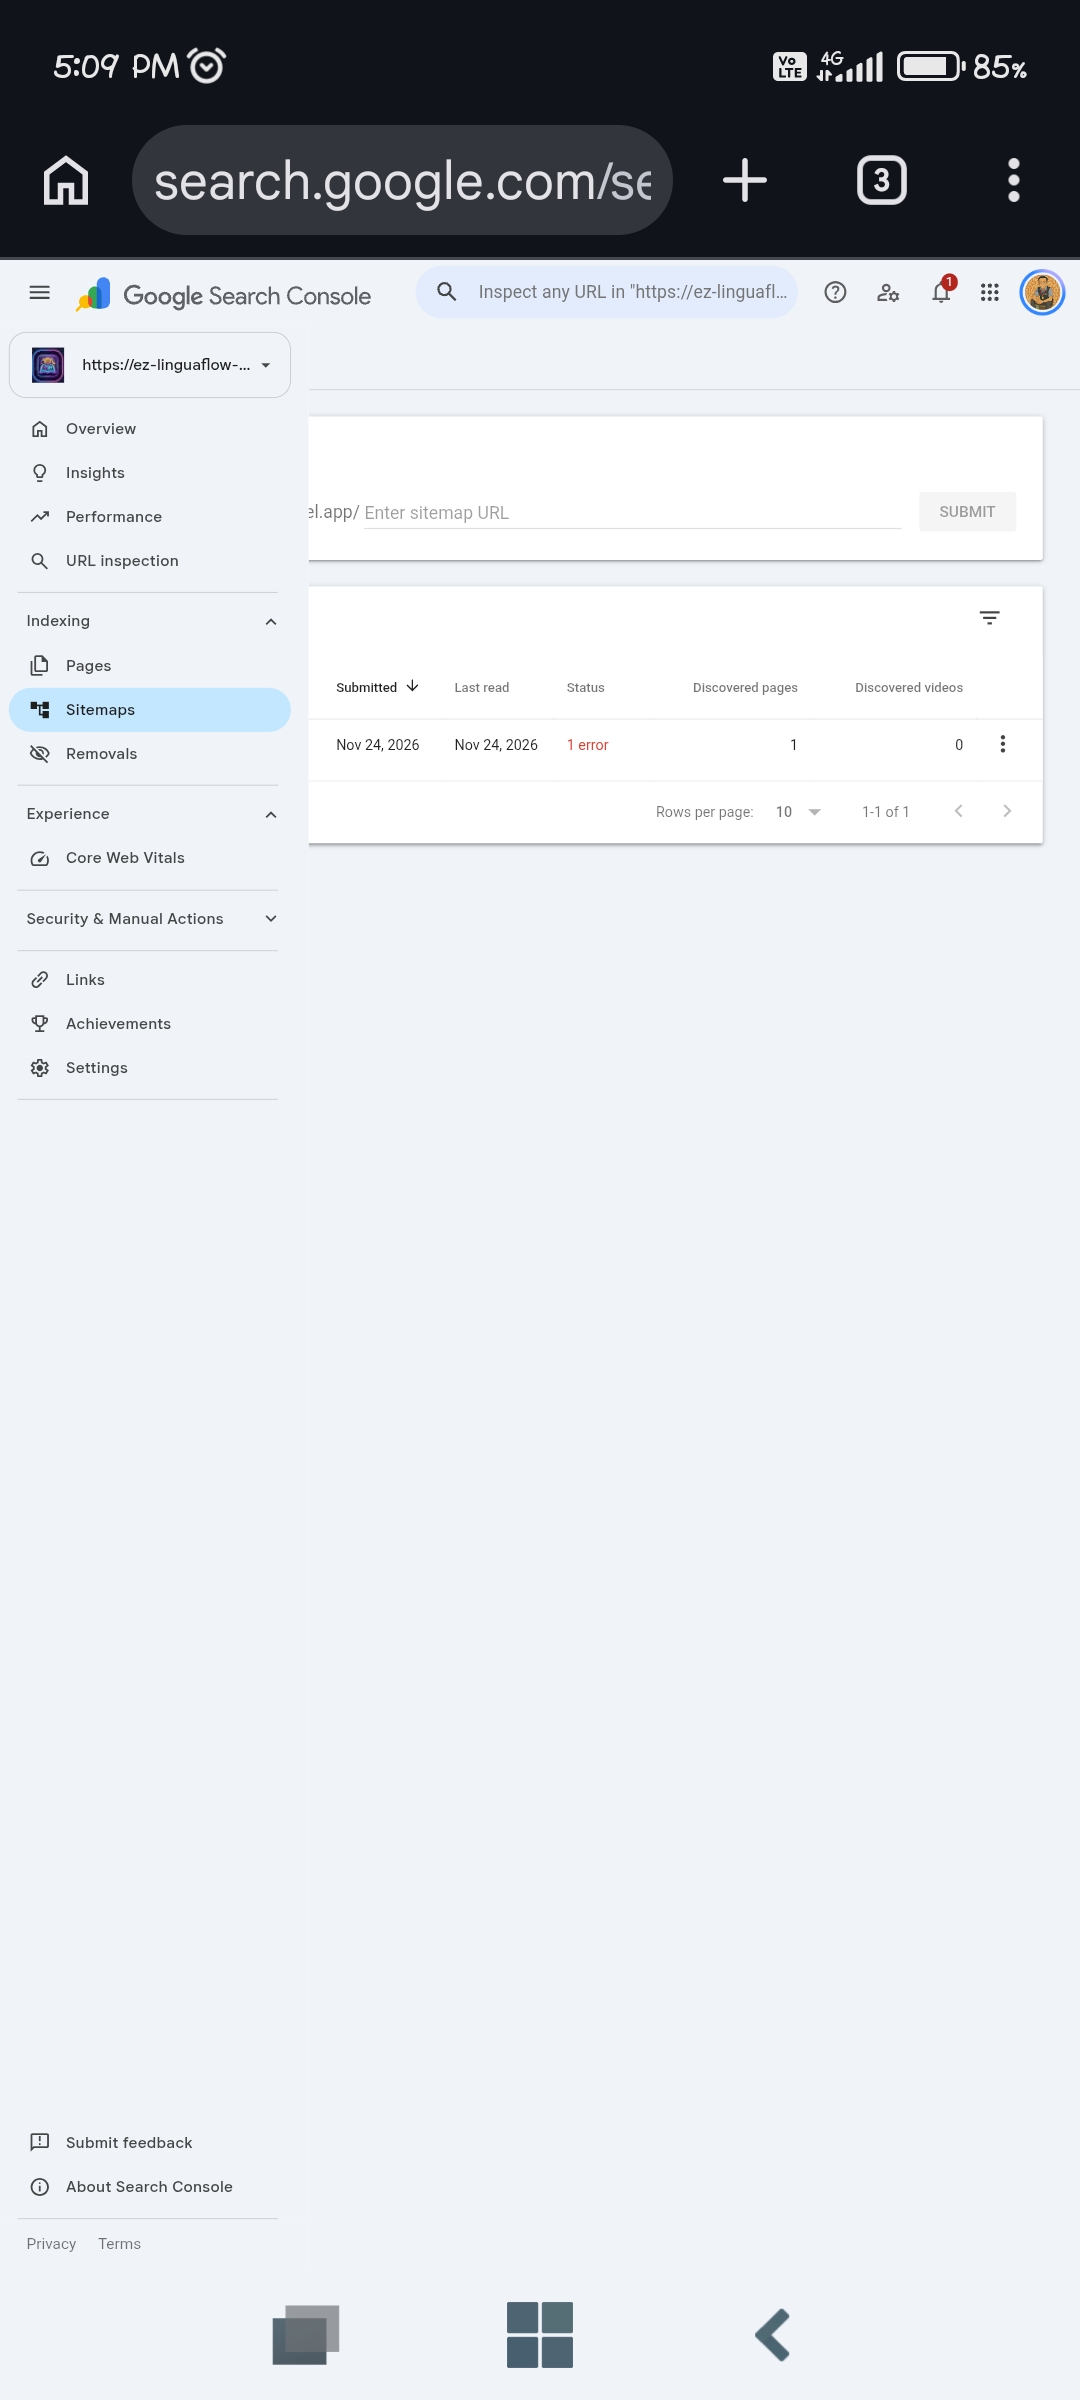 5:09 PM
Vo LTE 4G 85%
search.google.com/se
3
Google Search Console
Inspect any URL in "https://ez-linguafl...
1
https://ez-linguaflow-...
Overview
Insights
Performance
URL inspection
el.app/ Enter sitemap URL
SUBMIT
Indexing
Pages
Sitemaps
Removals
Submitted Last read Status Discovered pages Discovered videos
Nov 24, 2026 Nov 24, 2026 1 error 1 0
Rows per page: 10 1-1 of 1
Experience
Core Web Vitals
Security & Manual Actions
Links
Achievements
Settings
Submit feedback
About Search Console
Privacy Terms